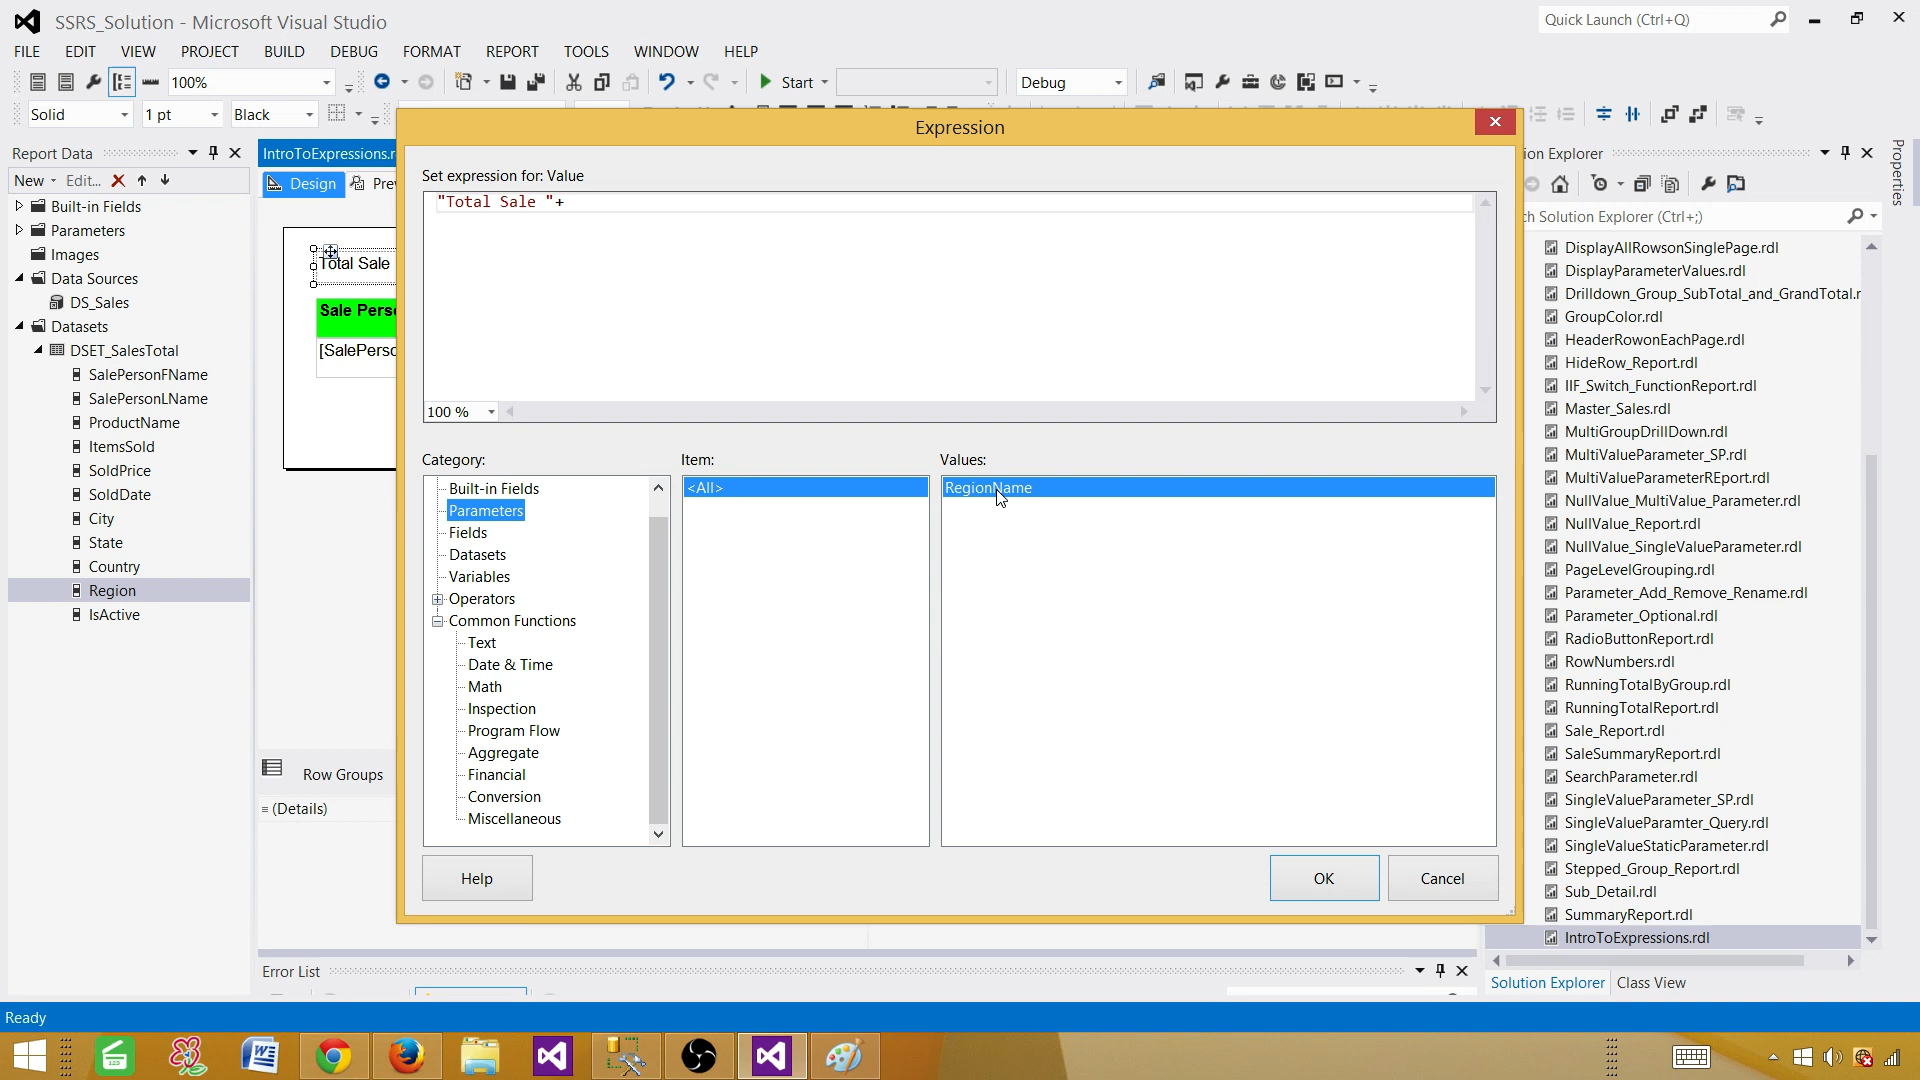 SSRS_Solution - Microsoft Visual Studio
Quick Launch (Ctrl+Q)
FILE EDIT VIEW PROJECT BUILD DEBUG FORMAT REPORT TOOLS WINDOW HELP
100%
Start
Debug
Solid
1 pt
Black
Report Data
New Edit...
Built-in Fields
Parameters
Images
Data Sources
DS_Sales
Datasets
DSET_SalesTotal
SalePersonFName
SalePersonLName
ProductName
ItemsSold
SoldPrice
SoldDate
City
State
Country
Region
IsActive
IntroToExpressions.r
Design
Pre
Total Sale
Sale Pers
[SalePerso
Row Groups
(Details)
Error List
Expression
Set expression for: Value
"Total Sale "+
100 %
Category:
Built-in Fields
Parameters
Fields
Datasets
Variables
Operators
Common Functions
Text
Date & Time
Math
Inspection
Program Flow
Aggregate
Financial
Conversion
Miscellaneous
Item:
<All>
Values:
RegionName
Help
OK
Cancel
ion Explorer
ch Solution Explorer (Ctrl+;)
DisplayAllRowsonSinglePage.rdl
DisplayParameterValues.rdl
Drilldown_Group_SubTotal_and_GrandTotal.r
GroupColor.rdl
HeaderRowonEachPage.rdl
HideRow_Report.rdl
IIF_Switch_FunctionReport.rdl
Master_Sales.rdl
MultiGroupDrillDown.rdl
MultiValueParameter_SP.rdl
MultiValueParameterREport.rdl
NullValue_MultiValue_Parameter.rdl
NullValue_Report.rdl
NullValue_SingleValueParameter.rdl
PageLevelGrouping.rdl
Parameter_Add_Remove_Rename.rdl
Parameter_Optional.rdl
RadioButtonReport.rdl
RowNumbers.rdl
RunningTotalByGroup.rdl
RunningTotalReport.rdl
Sale_Report.rdl
SaleSummaryReport.rdl
SearchParameter.rdl
SingleValueParameter_SP.rdl
SingleValueParamter_Query.rdl
SingleValueStaticParameter.rdl
Stepped_Group_Report.rdl
Sub_Detail.rdl
SummaryReport.rdl
IntroToExpressions.rdl
Solution Explorer Class View
Properties
Ready